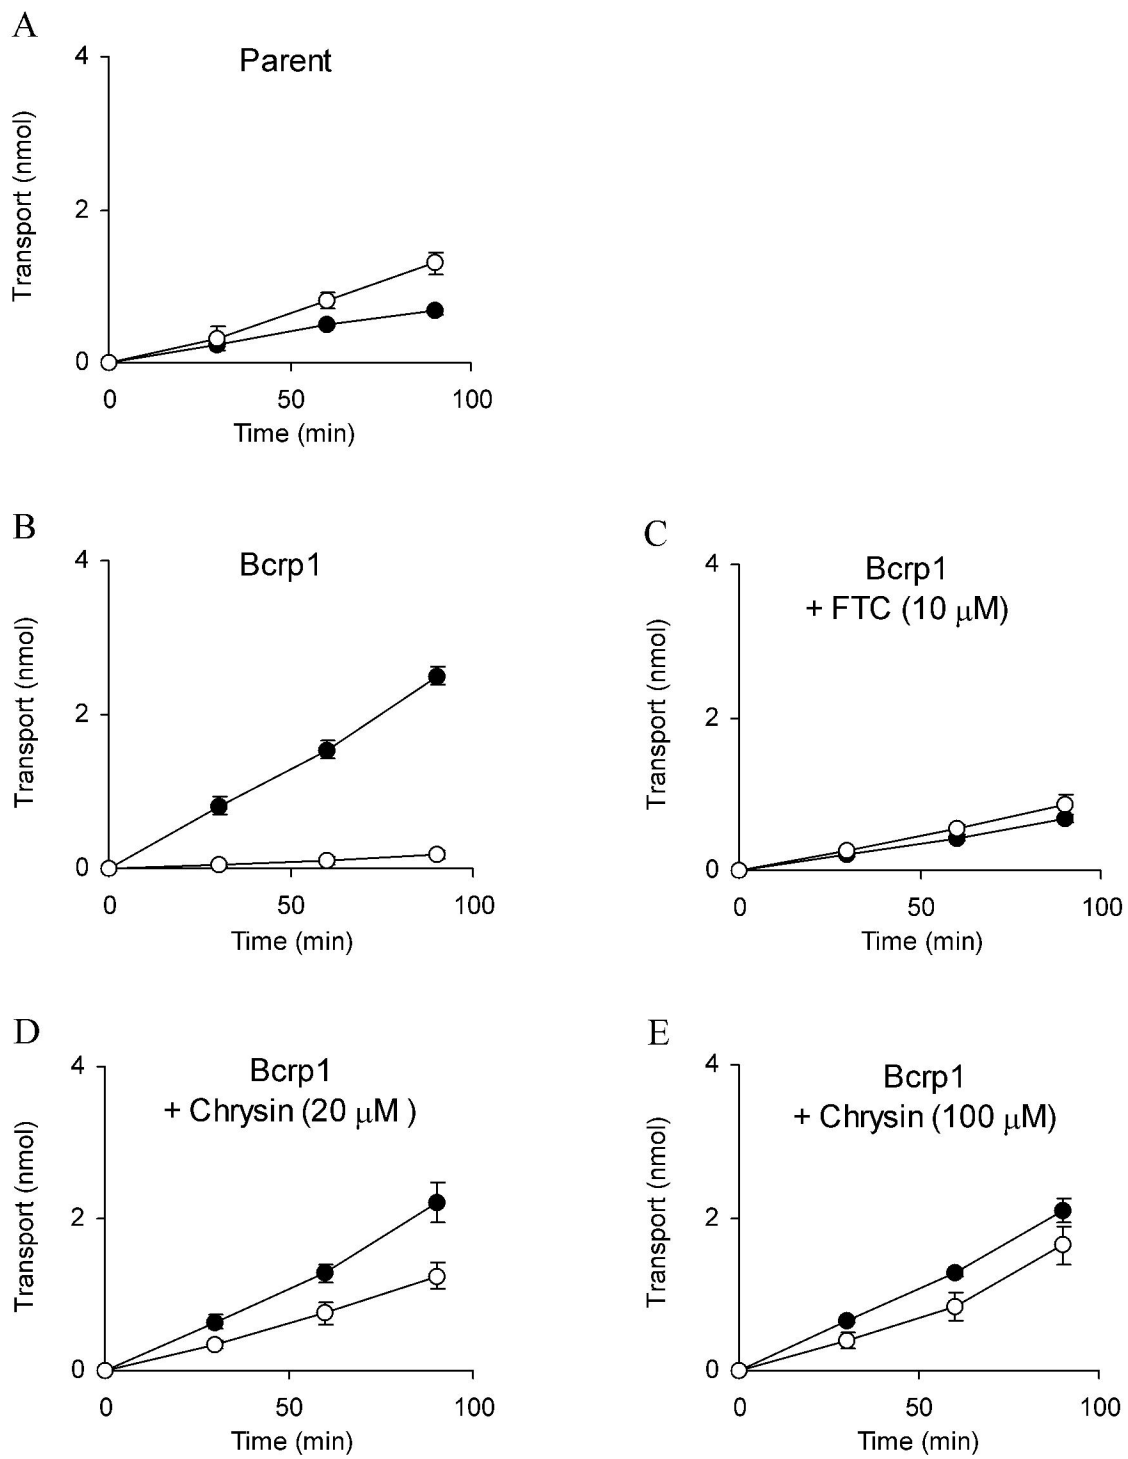 A
Parent
4
2
0
Transport (nmol)
0 50 100
Time (min)
B
Bcrp1
4
2
0
Transport (nmol)
0 50 100
Time (min)
C
Bcrp1
+ FTC (10 μM)
4
2
0
Transport (nmol)
0 50 100
Time (min)
D
Bcrp1
+ Chrysin (20 μM )
4
2
0
Transport (nmol)
0 50 100
Time (min)
E
Bcrp1
+ Chrysin (100 μM)
4
2
0
Transport (nmol)
0 50 100
Time (min)